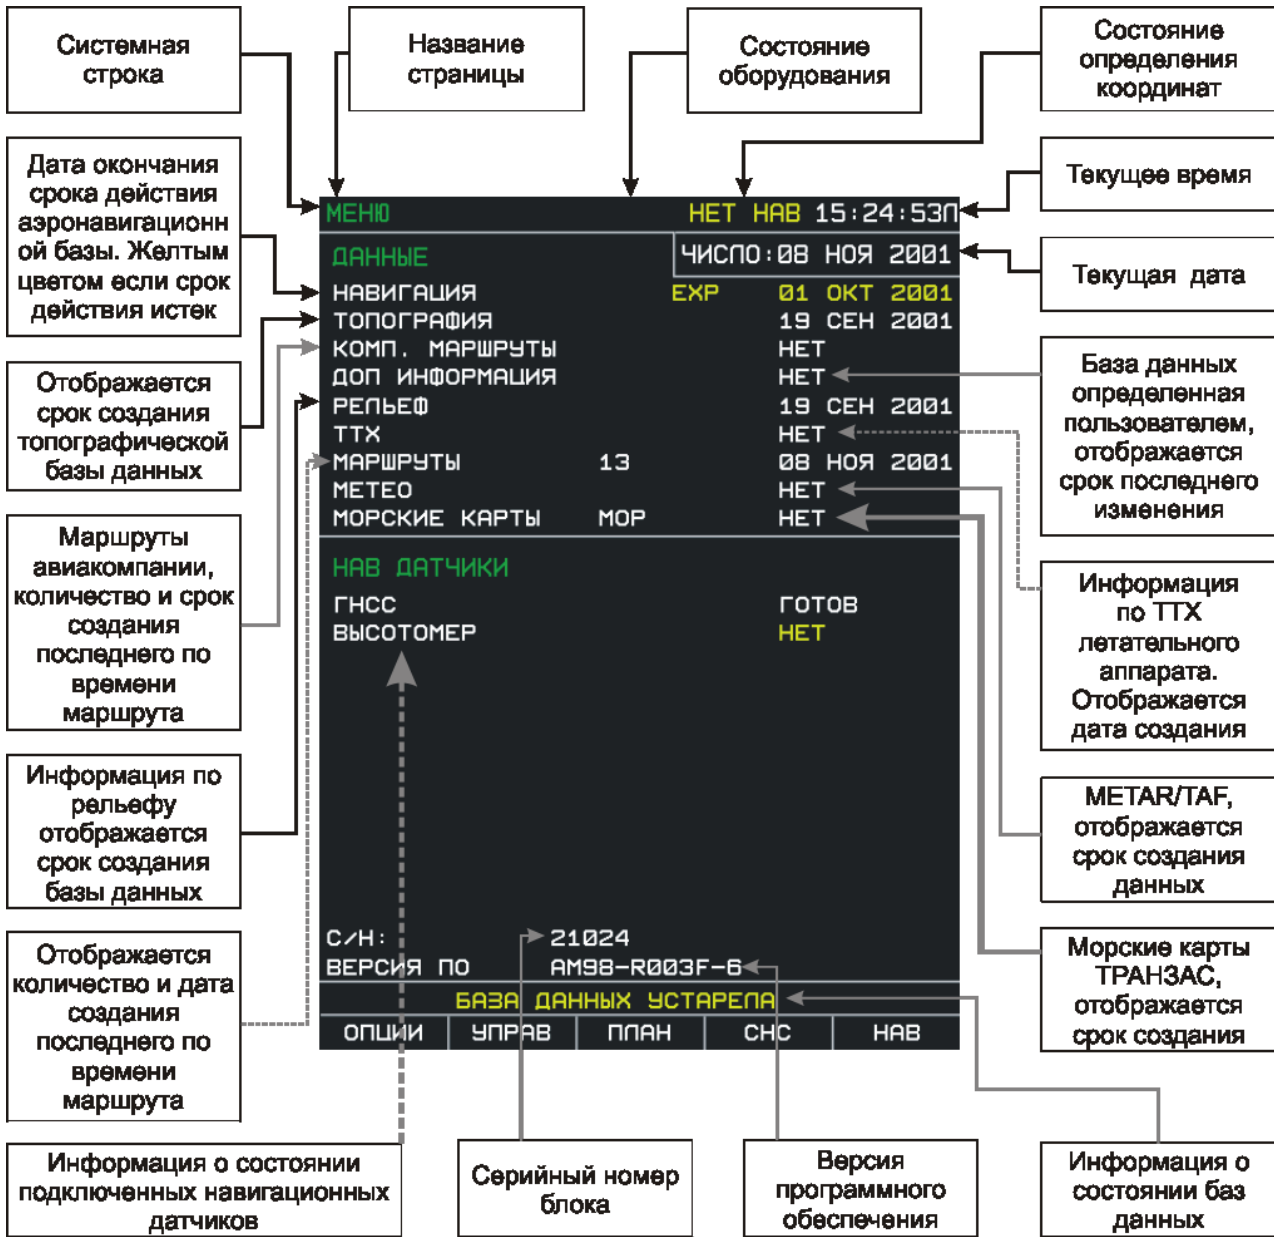 Системная
строка
Название
страницы
Состояние
оборудования
Состояние
определения
координат
Дата окончания
срока действия
аэронавигационн
ой базы. Желтым
цветом если срок
действия истек
Отображается
срок создания
топографической
базы данных
Маршруты
авиакомпании,
количество и срок
создания
последнего по
времени
маршрута
Информация по
рельефу
отображается
срок создания
базы данных
Отображается
количество и дата
создания
последнего по
времени
маршрута
МЕНЮ НЕТ НАВ 15:24:53Л
ДАННЫЕ ЧИСЛО:08 НОЯ 2001
НАВИГАЦИЯ EXP 01 ОКТ 2001
ТОПОГРАФИЯ 19 СЕН 2001
КОМП. МАРШРУТЫ НЕТ
ДОП ИНФОРМАЦИЯ НЕТ
РЕЛЬЕФ 19 СЕН 2001
ТТХ НЕТ
МАРШРУТЫ 13 08 НОЯ 2001
МЕТЕО НЕТ
МОРСКИЕ КАРТЫ МОР НЕТ
НАВ ДАТЧИКИ
ГНСС ГОТОВ
ВЫСОТОМЕР НЕТ
С/Н: 21024
ВЕРСИЯ ПО AM98-R003F-6
БАЗА ДАННЫХ УСТАРЕЛА
ОПЦИИ УПРАВ ПЛАН СНС НАВ
Текущее время
Текущая дата
База данных
определенная
пользователем,
отображается
срок последнего
изменения
Информация
по ТТХ
летательного
аппарата.
Отображается
дата создания
METAR/TAF,
отображается
срок создания
данных
Морские карты
ТРАНЗАС,
отображается
срок создания
Информация о состоянии
подключенных навигационных
датчиков
Серийный номер
блока
Версия
программного
обеспечения
Информация о
состоянии баз
данных